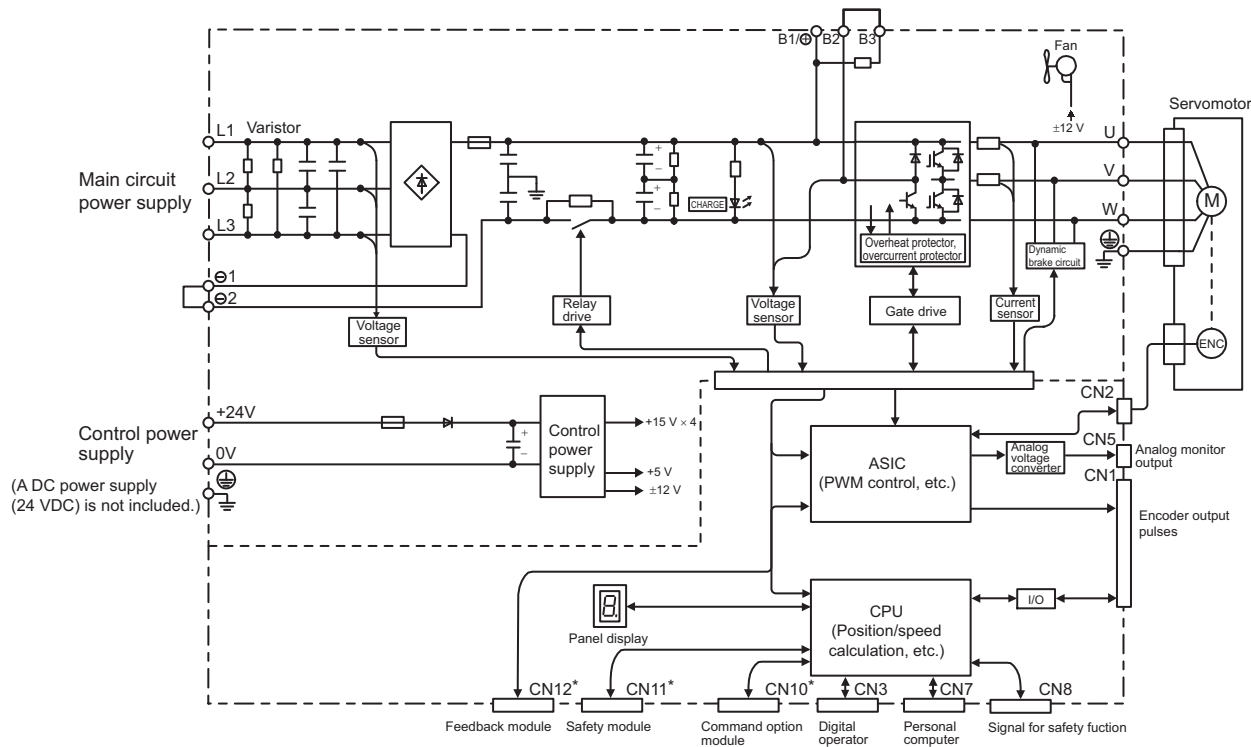 B1/⊕
B2
B3
Fan
±12 V
Servomotor
Main circuit
power supply
L1
Varistor
L2
L3
⊖1
⊖2
+
–
+
–
CHARGE
Overheat protector,
overcurrent protector
U
V
W
M
Dynamic
brake circuit
Voltage
sensor
Relay
drive
Voltage
sensor
Gate drive
Current
sensor
ENC
Control power
supply
(A DC power supply
(24 VDC) is not included.)
+24V
0V
+
–
Control
power
supply
+15 V × 4
+5 V
±12 V
ASIC
(PWM control, etc.)
Analog
voltage
converter
CN2
CN5
Analog monitor
output
CN1
Encoder output
pulses
8.
Panel display
CPU
(Position/speed
calculation, etc.)
I/O
CN12*
CN11*
CN10*
CN3
CN7
CN8
Feedback module
Safety module
Command option
module
Digital
operator
Personal
computer
Signal for safety fuction